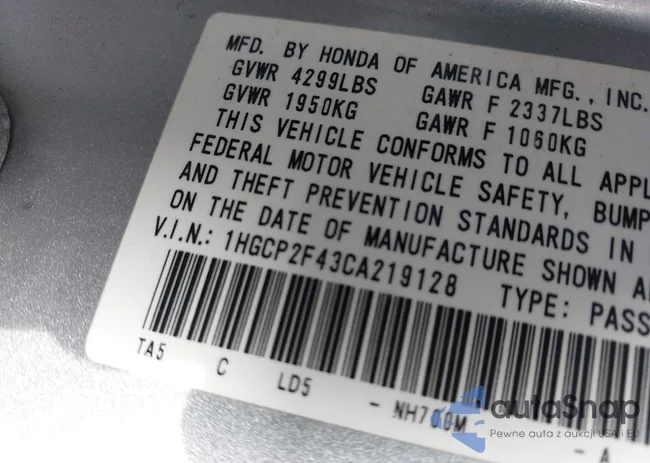 MFD. BY HONDA OF AMERICA MFG., INC.
GVWR 4299LBS GAWR F 2337LBS
GVWR 1950KG GAWR F 1060KG
THIS VEHICLE CONFORMS TO ALL APPL
FEDERAL MOTOR VEHICLE SAFETY, BUMP
AND THEFT PREVENTION STANDARDS IN
ON THE DATE OF MANUFACTURE SHOWN A
V.I.N.: 1HGCP2F43CA219128 TYPE: PASS
TA5 C LD5 - NH700M - A
autoSnap
Pewne auta z aukcji USA i EU